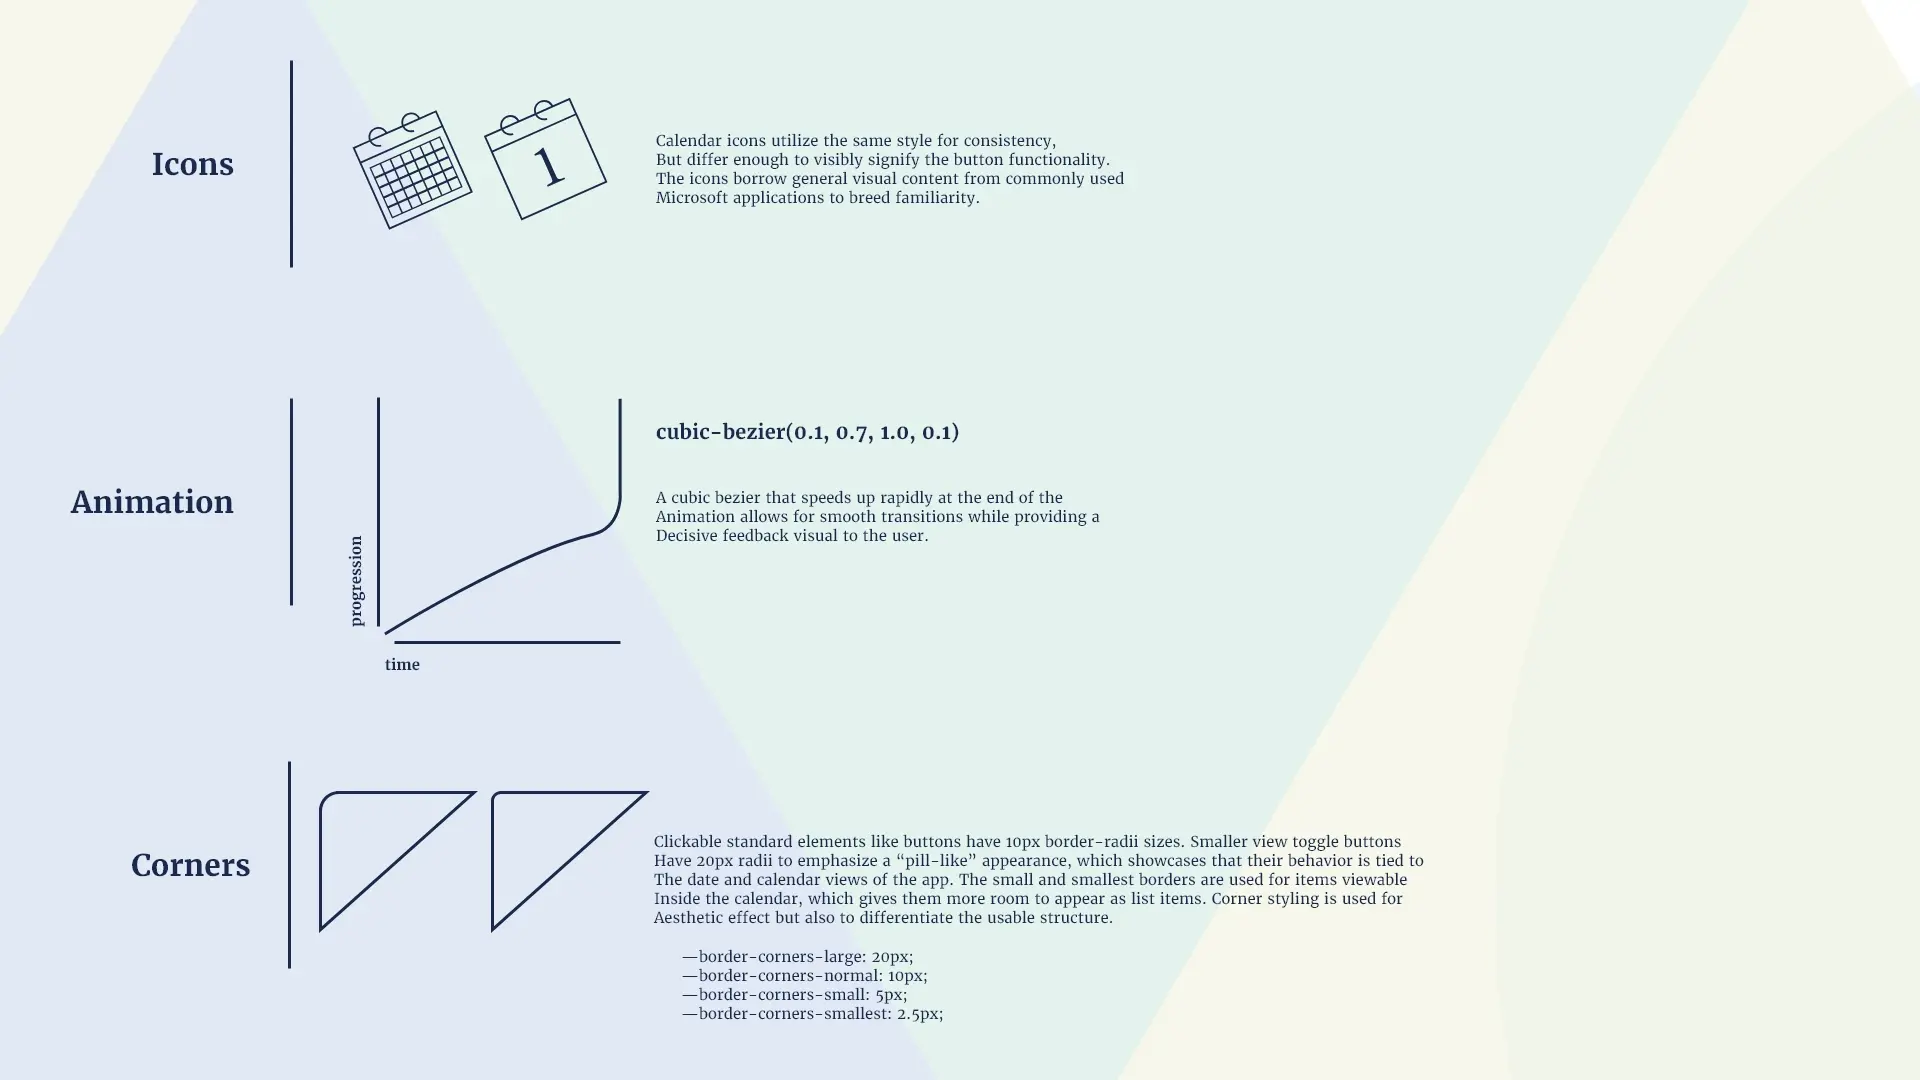 Icons
1
Calendar icons utilize the same style for consistency,
But differ enough to visibly signify the button functionality.
The icons borrow general visual content from commonly used
Microsoft applications to breed familiarity.
Animation
progression
time
cubic-bezier(0.1, 0.7, 1.0, 0.1)
A cubic bezier that speeds up rapidly at the end of the
Animation allows for smooth transitions while providing a
Decisive feedback visual to the user.
Corners
Clickable standard elements like buttons have 10px border-radii sizes. Smaller view toggle buttons
Have 20px radii to emphasize a “pill-like” appearance, which showcases that their behavior is tied to
The date and calendar views of the app. The small and smallest borders are used for items viewable
Inside the calendar, which gives them more room to appear as list items. Corner styling is used for
Aesthetic effect but also to differentiate the usable structure.
—border-corners-large: 20px;
—border-corners-normal: 10px;
—border-corners-small: 5px;
—border-corners-smallest: 2.5px;